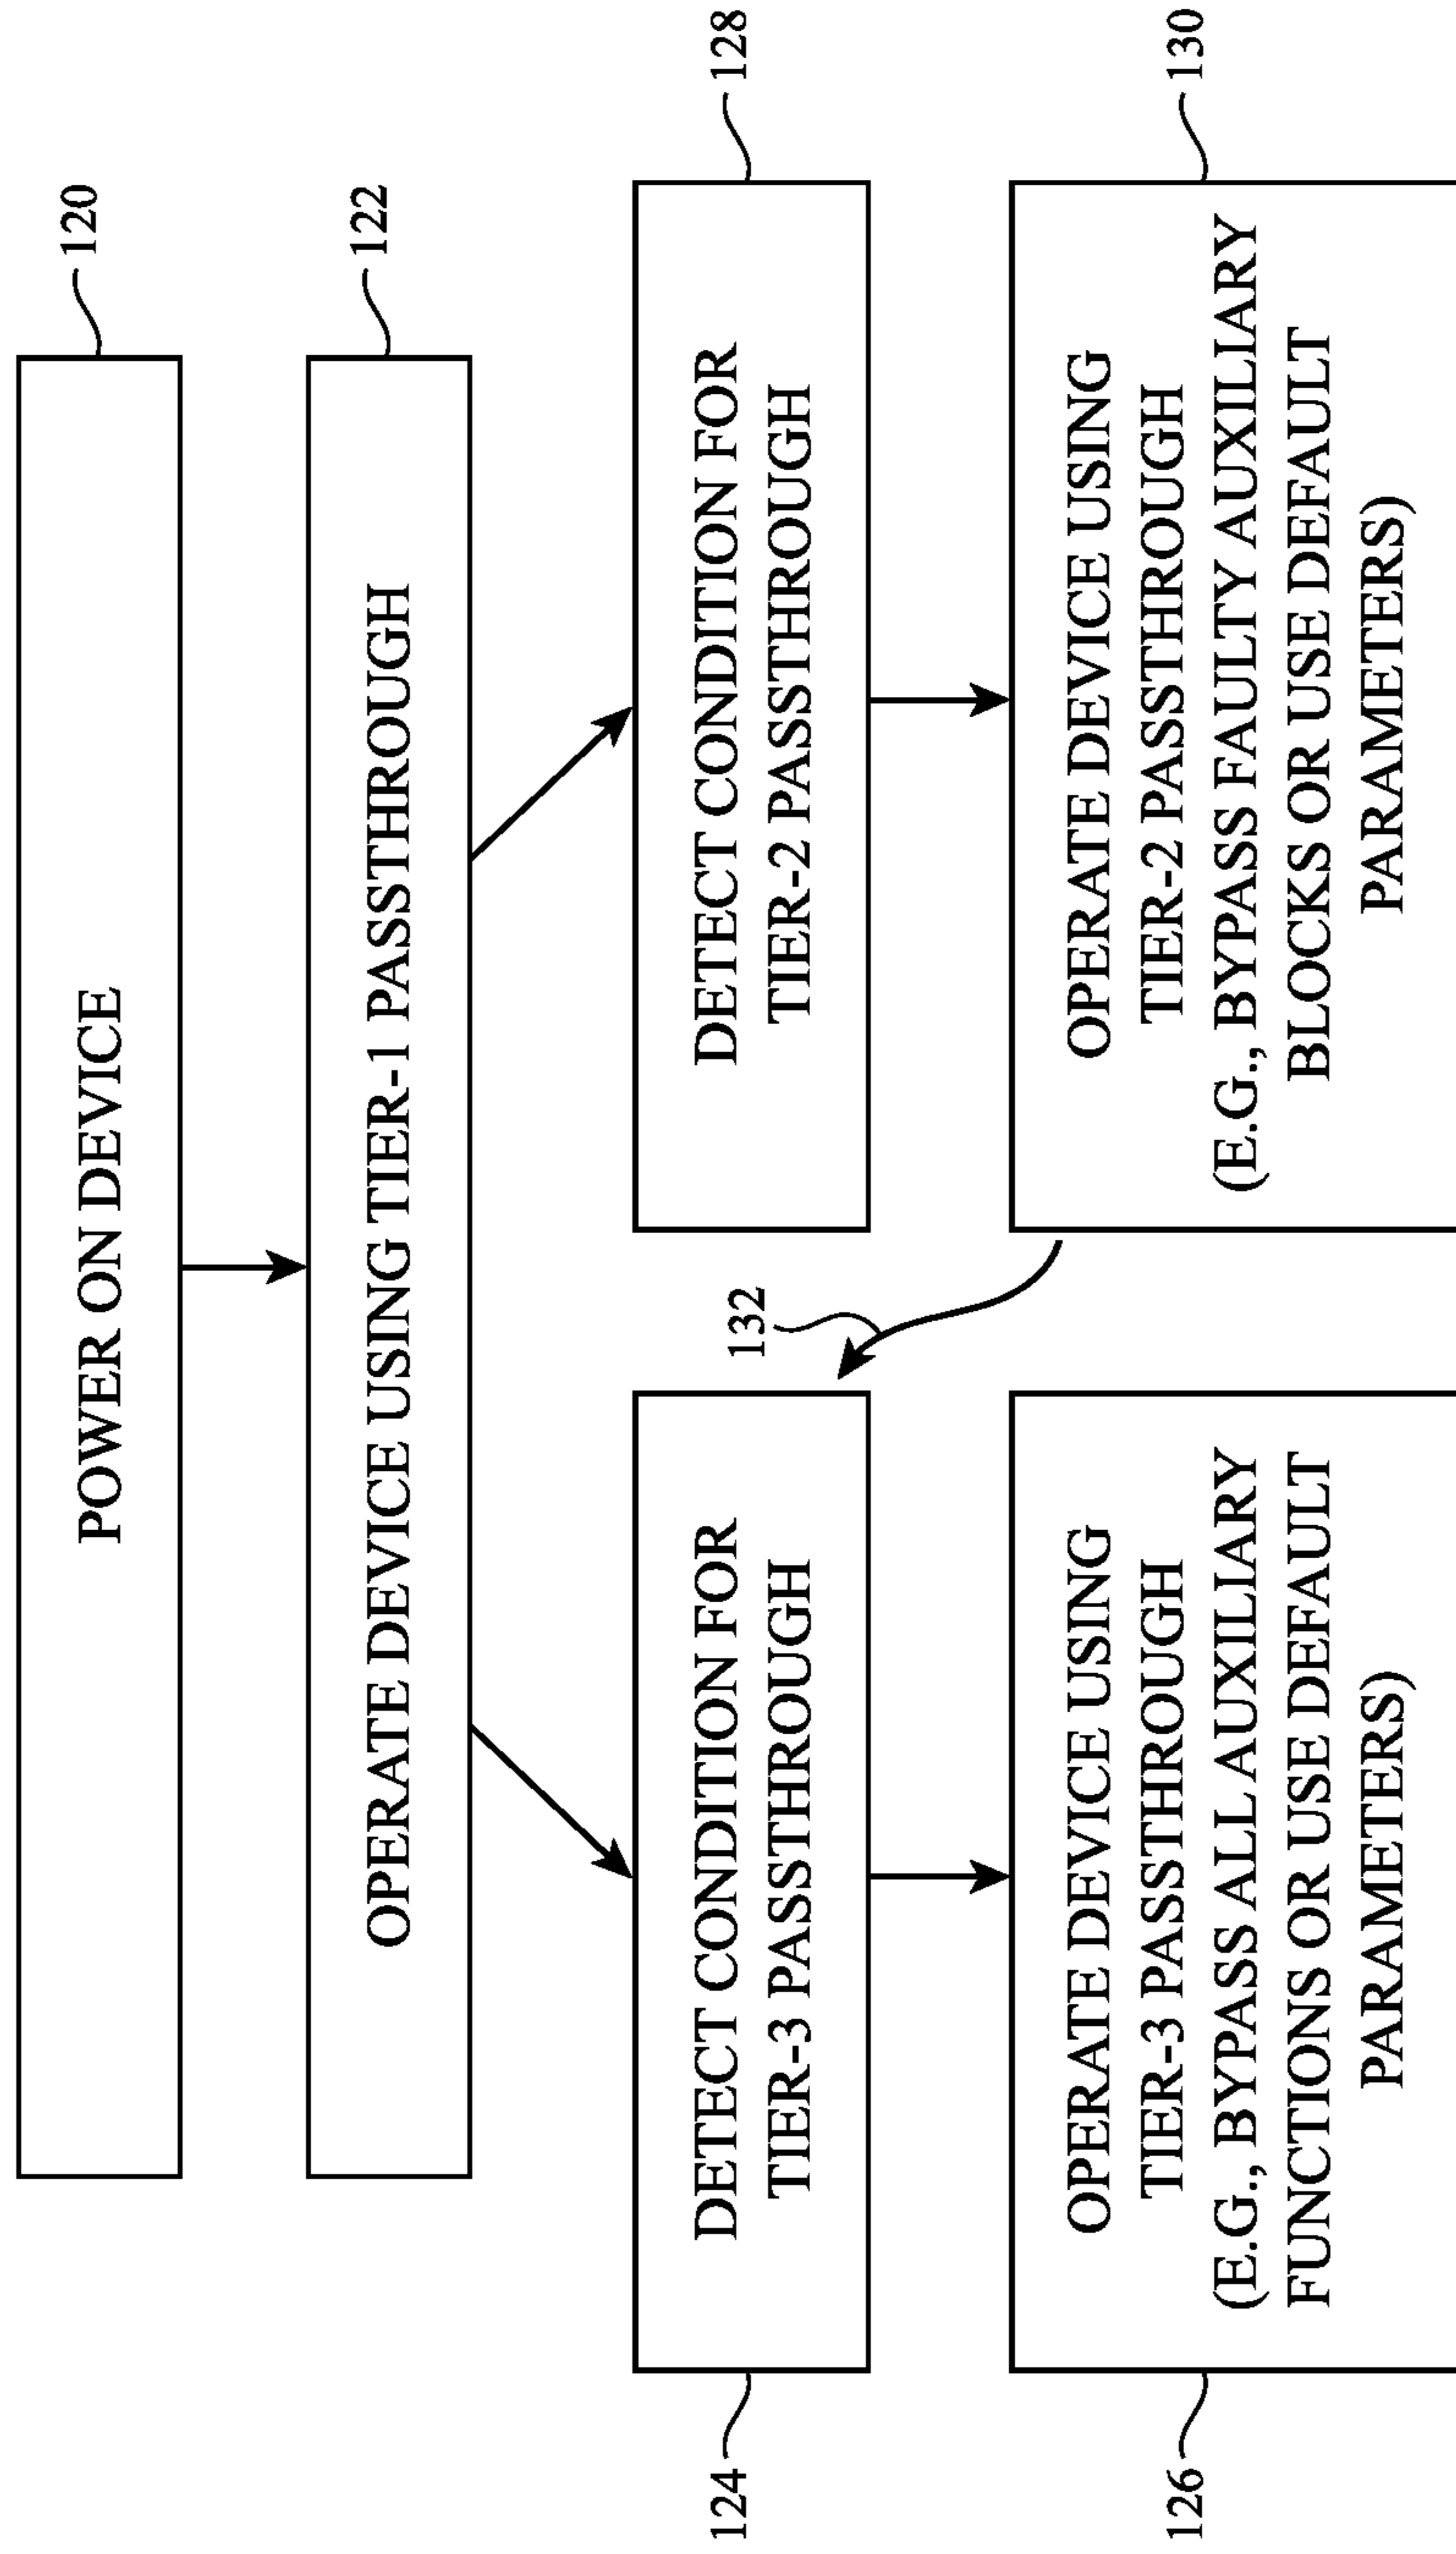 POWER ON DEVICE
120
OPERATE DEVICE USING TIER-1 PASSTHROUGH
122
124
DETECT CONDITION FOR
TIER-3 PASSTHROUGH
132
DETECT CONDITION FOR
TIER-2 PASSTHROUGH
128
126
OPERATE DEVICE USING
TIER-3 PASSTHROUGH
(E.G., BYPASS ALL AUXILIARY
FUNCTIONS OR USE DEFAULT
PARAMETERS)
OPERATE DEVICE USING
TIER-2 PASSTHROUGH
(E.G., BYPASS FAULTY AUXILIARY
BLOCKS OR USE DEFAULT
PARAMETERS)
130